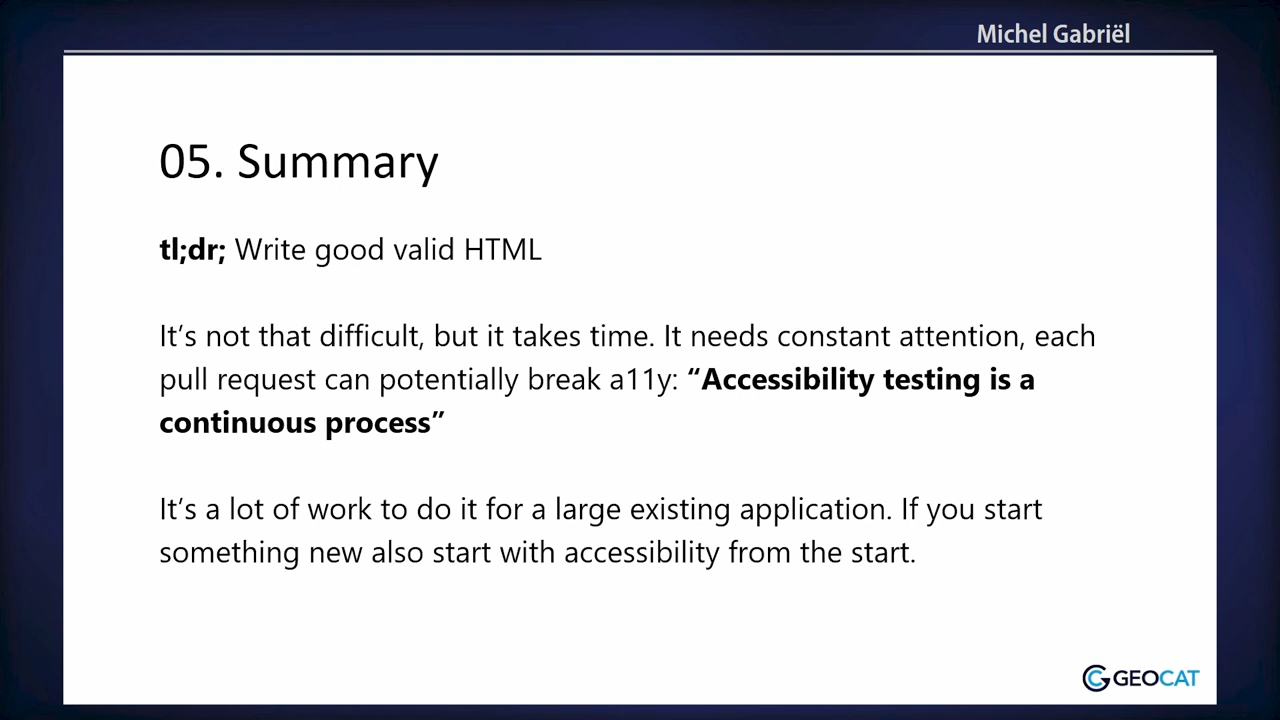 Michel Gabriël
05. Summary
tl;dr; Write good valid HTML
It’s not that difficult, but it takes time. It needs constant attention, each
pull request can potentially break a11y: “Accessibility testing is a
continuous process”
It’s a lot of work to do it for a large existing application. If you start
something new also start with accessibility from the start.
GEOCAT